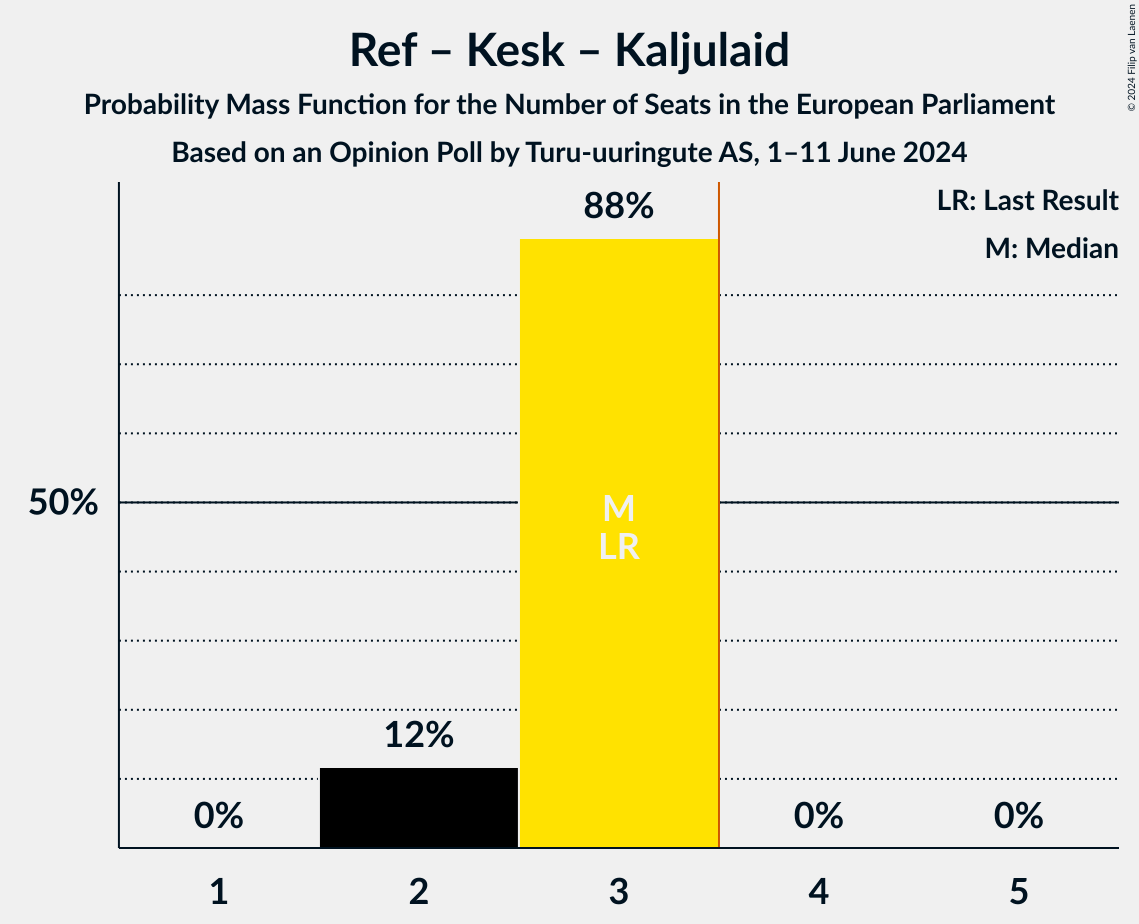 Ref – Kesk – Kaljulaid
Probability Mass Function for the Number of Seats in the European Parliament
Based on an Opinion Poll by Turu-uuringute AS, 1–11 June 2024
© 2024 Filip van Laenen
LR: Last Result
M: Median
88%
50%
M
LR
12%
0%
0%
0%
1
2
3
4
5